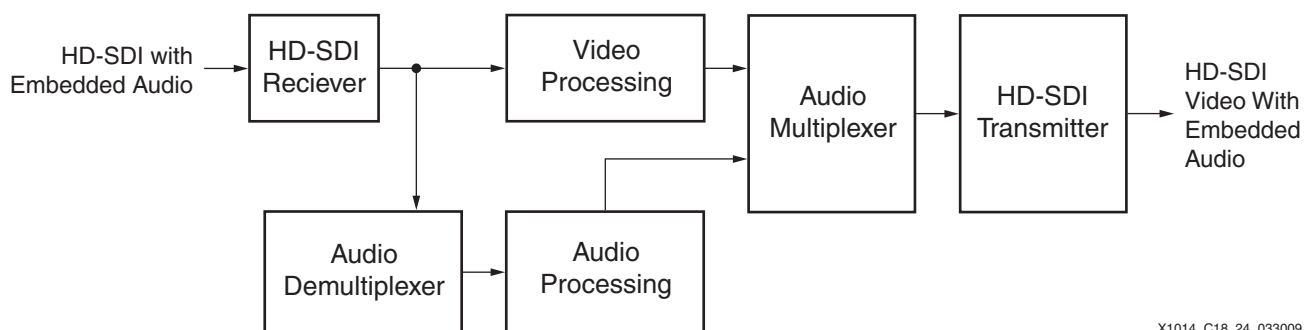 HD-SDI with
Embedded Audio
HD-SDI
Reciever
Video
Processing
Audio
Multiplexer
HD-SDI
Transmitter
HD-SDI
Video With
Embedded
Audio
Audio
Demultiplexer
Audio
Processing
X1014_C18_24_033009